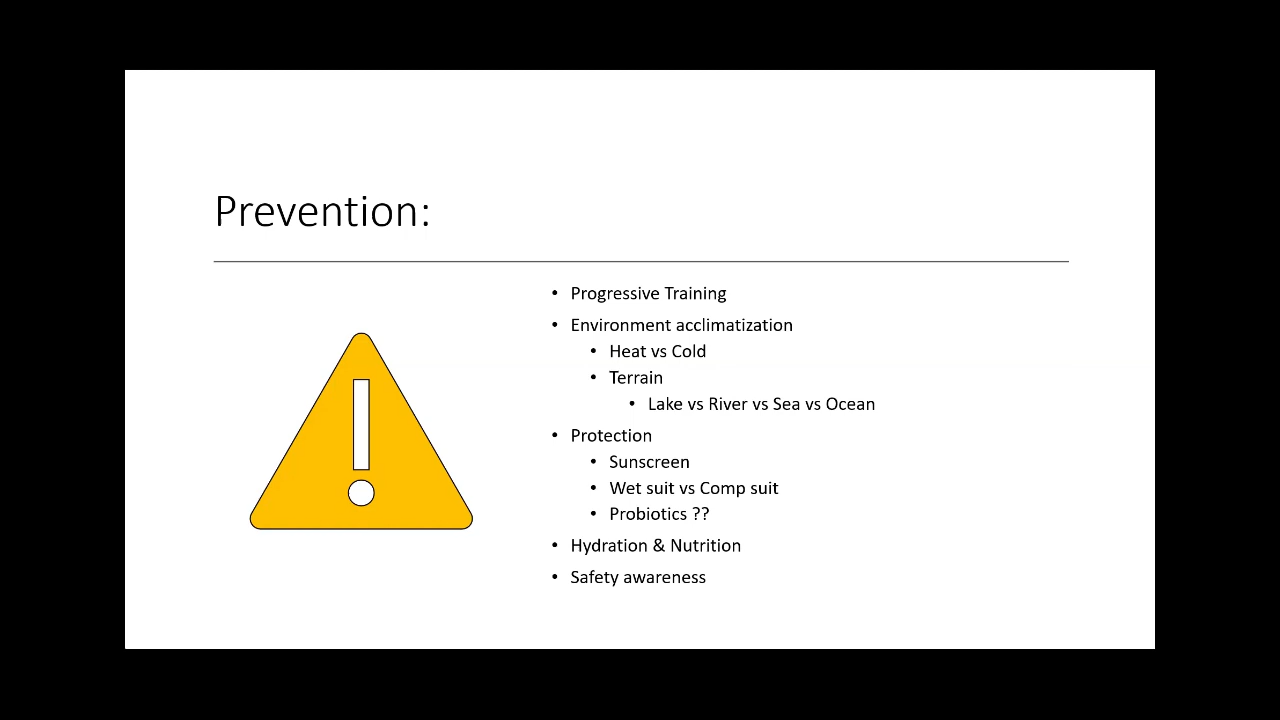 Prevention:
• Progressive Training
• Environment acclimatization
• Heat vs Cold
• Terrain
• Lake vs River vs Sea vs Ocean
• Protection
• Sunscreen
• Wet suit vs Comp suit
• Probiotics ??
• Hydration & Nutrition
• Safety awareness